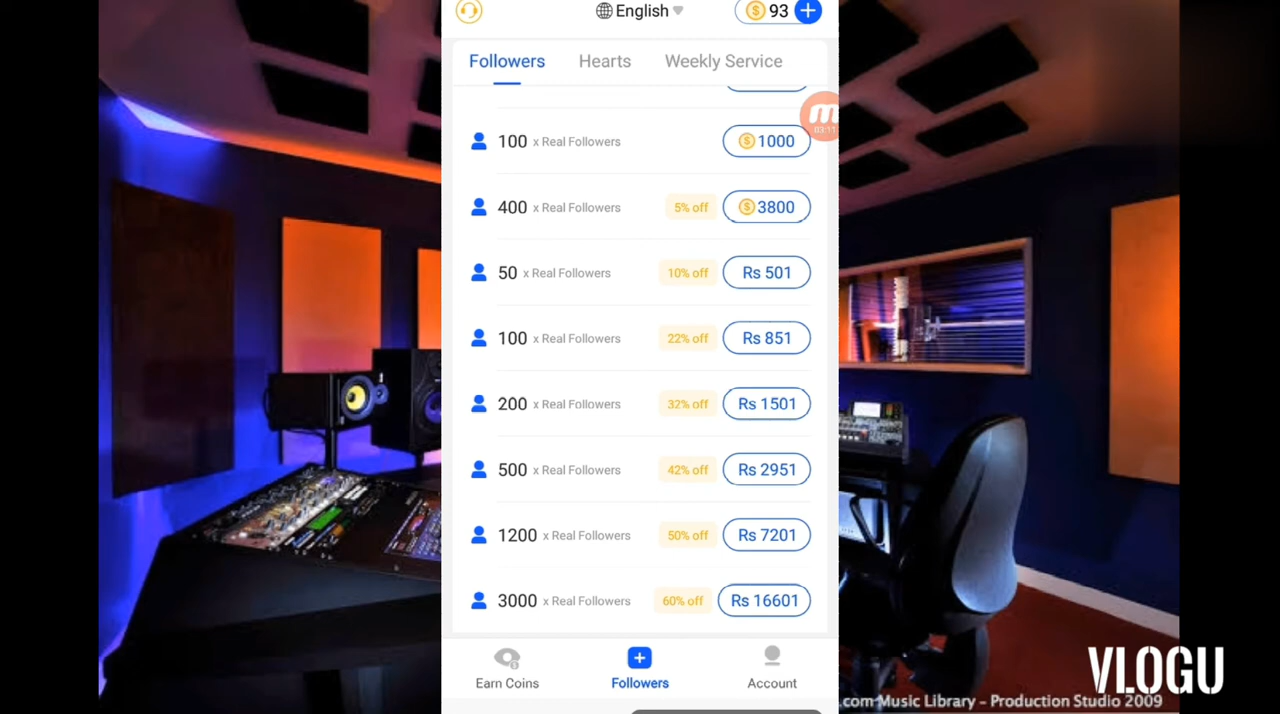 English
93
Followers Hearts Weekly Service
03:11
100 x Real Followers 1000
400 x Real Followers 5% off 3800
50 x Real Followers 10% off Rs 501
100 x Real Followers 22% off Rs 851
200 x Real Followers 32% off Rs 1501
500 x Real Followers 42% off Rs 2951
1200 x Real Followers 50% off Rs 7201
3000 x Real Followers 60% off Rs 16601
Earn Coins Followers Account
VLOGU
.com Music Library - Production Studio 2009